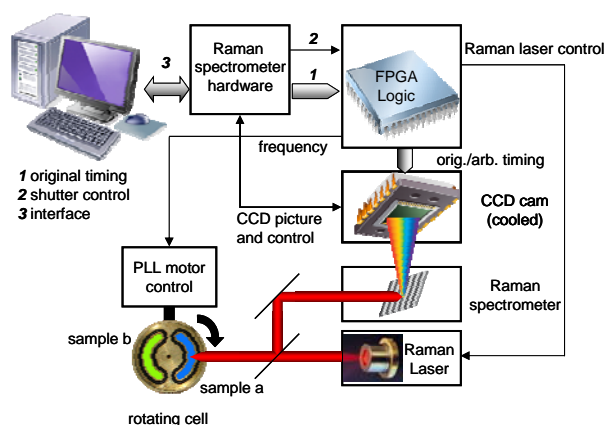 3
Raman
spectrometer
hardware
2
1
FPGA
Logic
Raman laser control
frequency
orig./arb. timing
1 original timing
2 shutter control
3 interface
CCD picture
and control
CCD cam
(cooled)
PLL motor
control
Raman
spectrometer
sample b
sample a
Raman
Laser
rotating cell